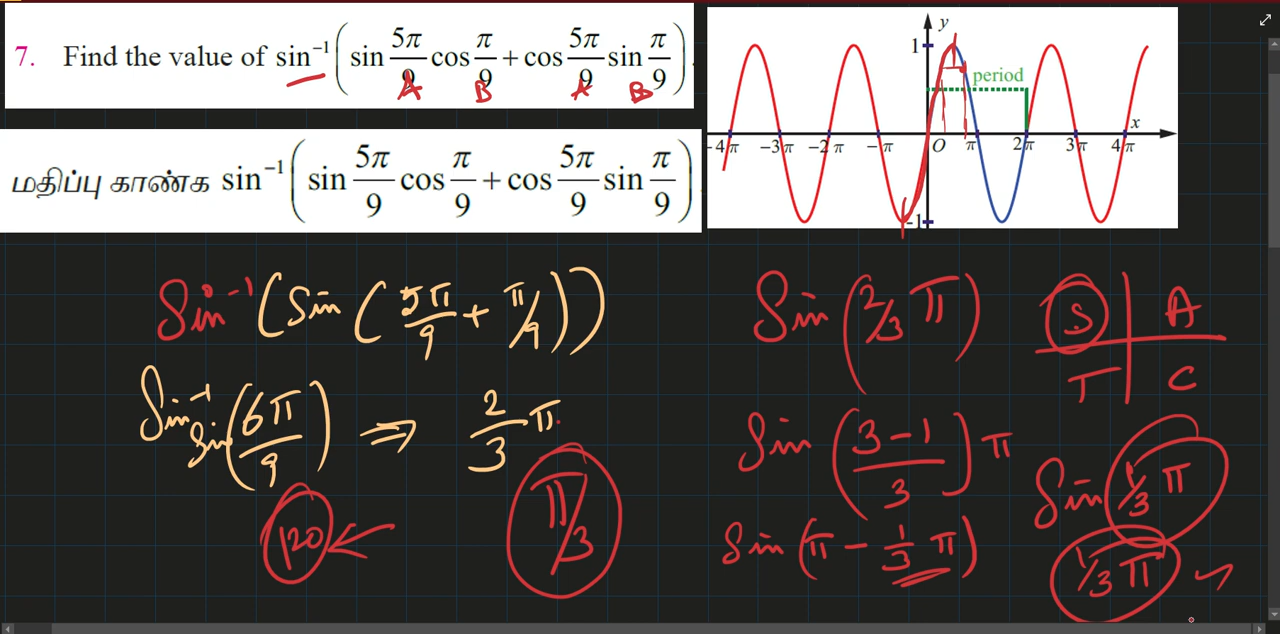 7. Find the value of sin⁻¹(sin 5π/9 cos π/9 + cos 5π/9 sin π/9)
A B A B
மதிப்பு காண்க sin⁻¹(sin 5π/9 cos π/9 + cos 5π/9 sin π/9)
y
1
period
x
-4π -3π -2π -π O π 2π 3π 4π
-1
Sin⁻¹(Sin(5π/9 + π/9))
Sin⁻¹ Sin(6π/9) ⇒ 2/3 π
120 ← π/3
Sin(2/3 π)
S A
T C
Sin((3-1)/3)π
Sin(π - 1/3 π)
Sin 1/3 π
1/3 π ✓